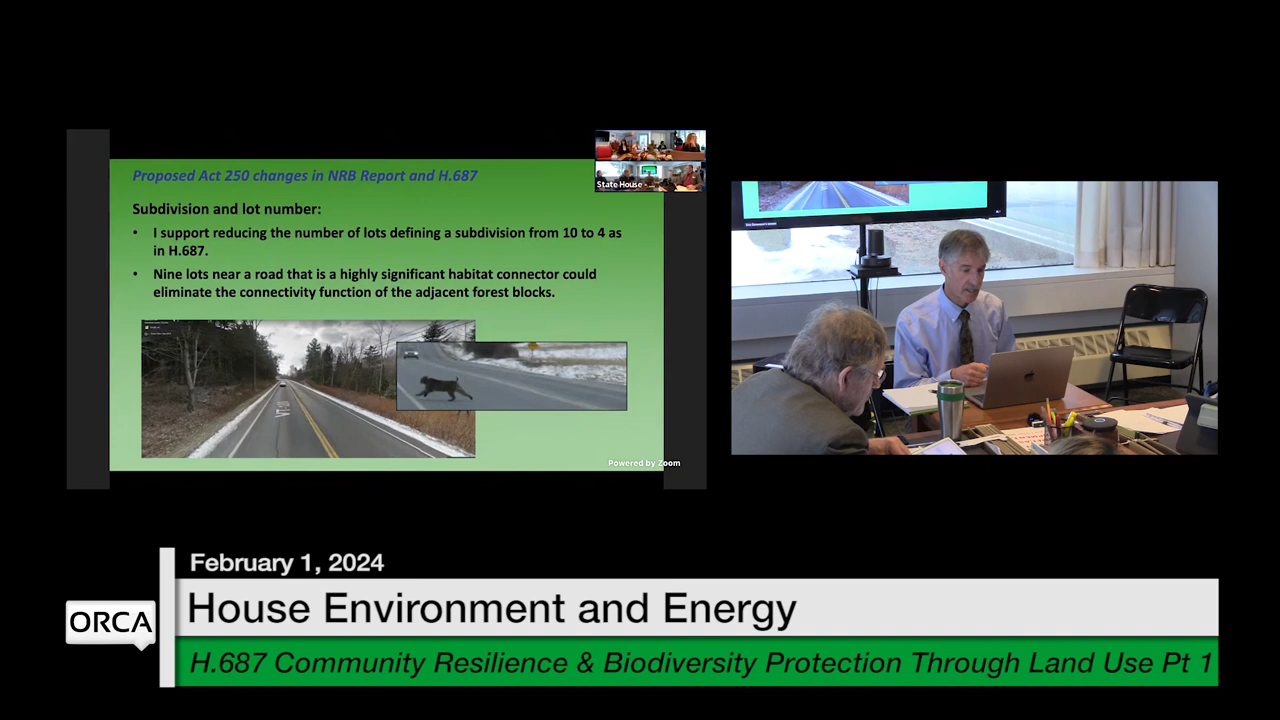 Proposed Act 250 changes in NRB Report and H.687
State House -
Subdivision and lot number:
• I support reducing the number of lots defining a subdivision from 10 to 4 as
in H.687.
• Nine lots near a road that is a highly significant habitat connector could
eliminate the connectivity function of the adjacent forest blocks.
Powered by Zoom
February 1, 2024
ORCA
House Environment and Energy
H.687 Community Resilience & Biodiversity Protection Through Land Use Pt 1